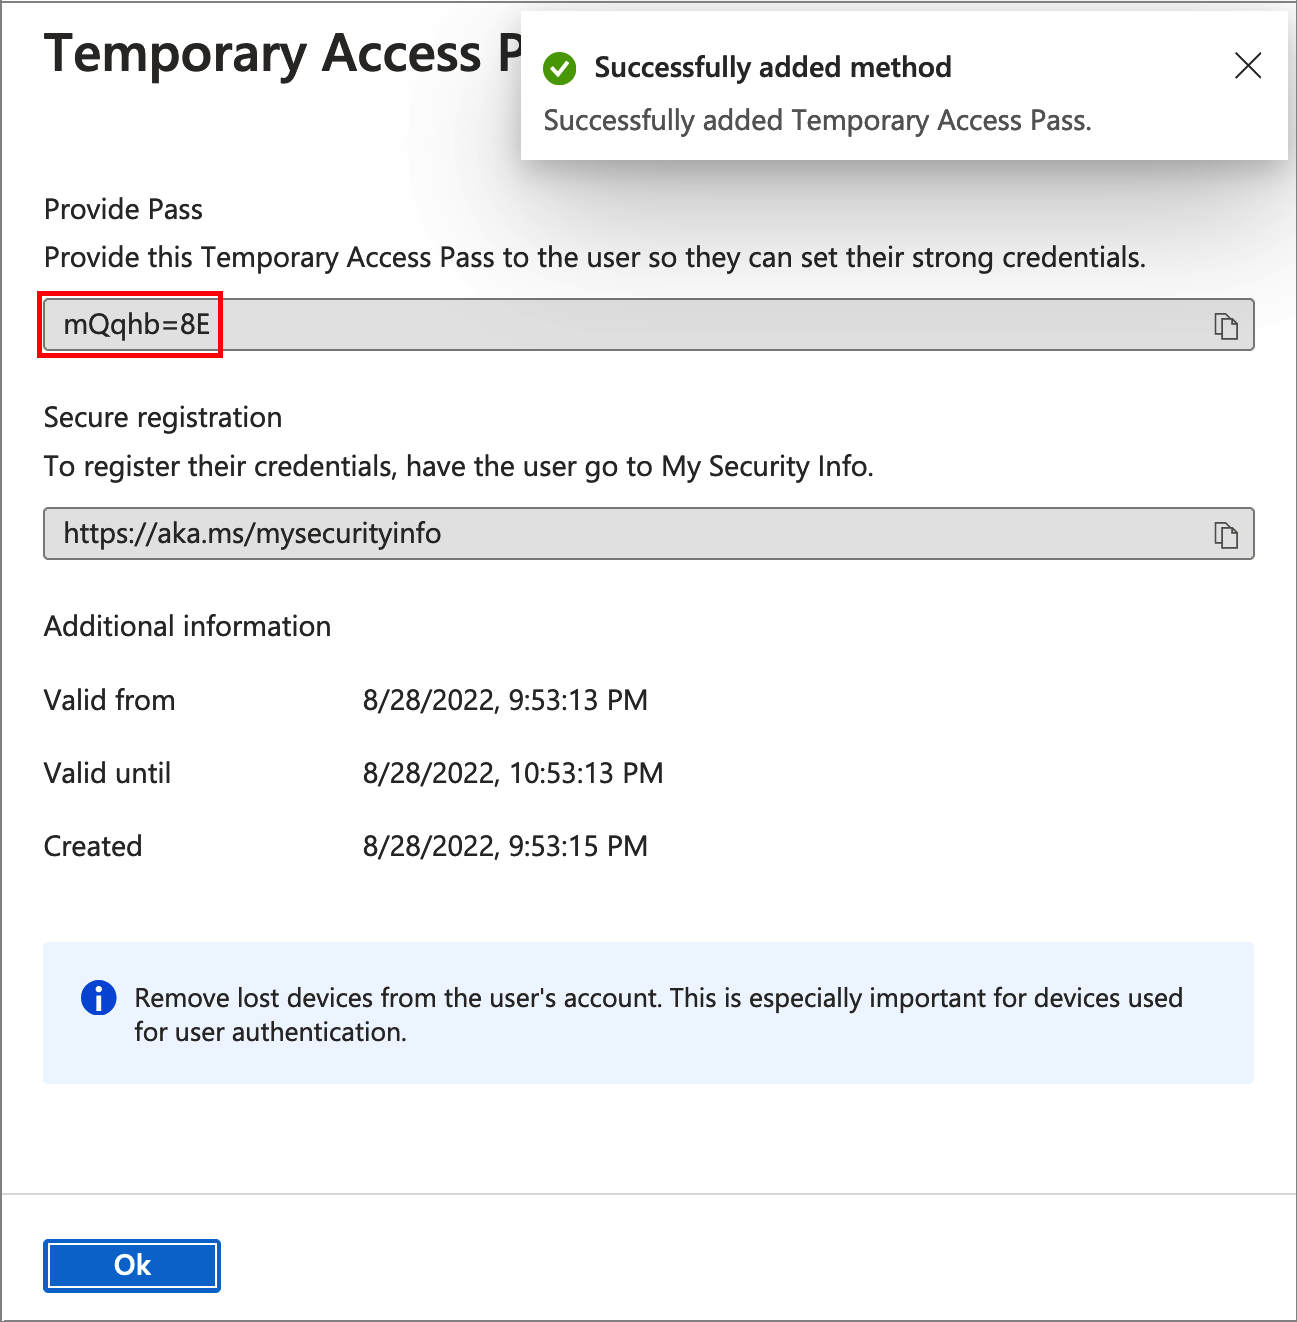 Temporary Access P
Successfully added method
Successfully added Temporary Access Pass.
Provide Pass
Provide this Temporary Access Pass to the user so they can set their strong credentials.
mQqhb=8E
Secure registration
To register their credentials, have the user go to My Security Info.
https://aka.ms/mysecurityinfo
Additional information
Valid from 8/28/2022, 9:53:13 PM
Valid until 8/28/2022, 10:53:13 PM
Created 8/28/2022, 9:53:15 PM
Remove lost devices from the user's account. This is especially important for devices used
for user authentication.
Ok